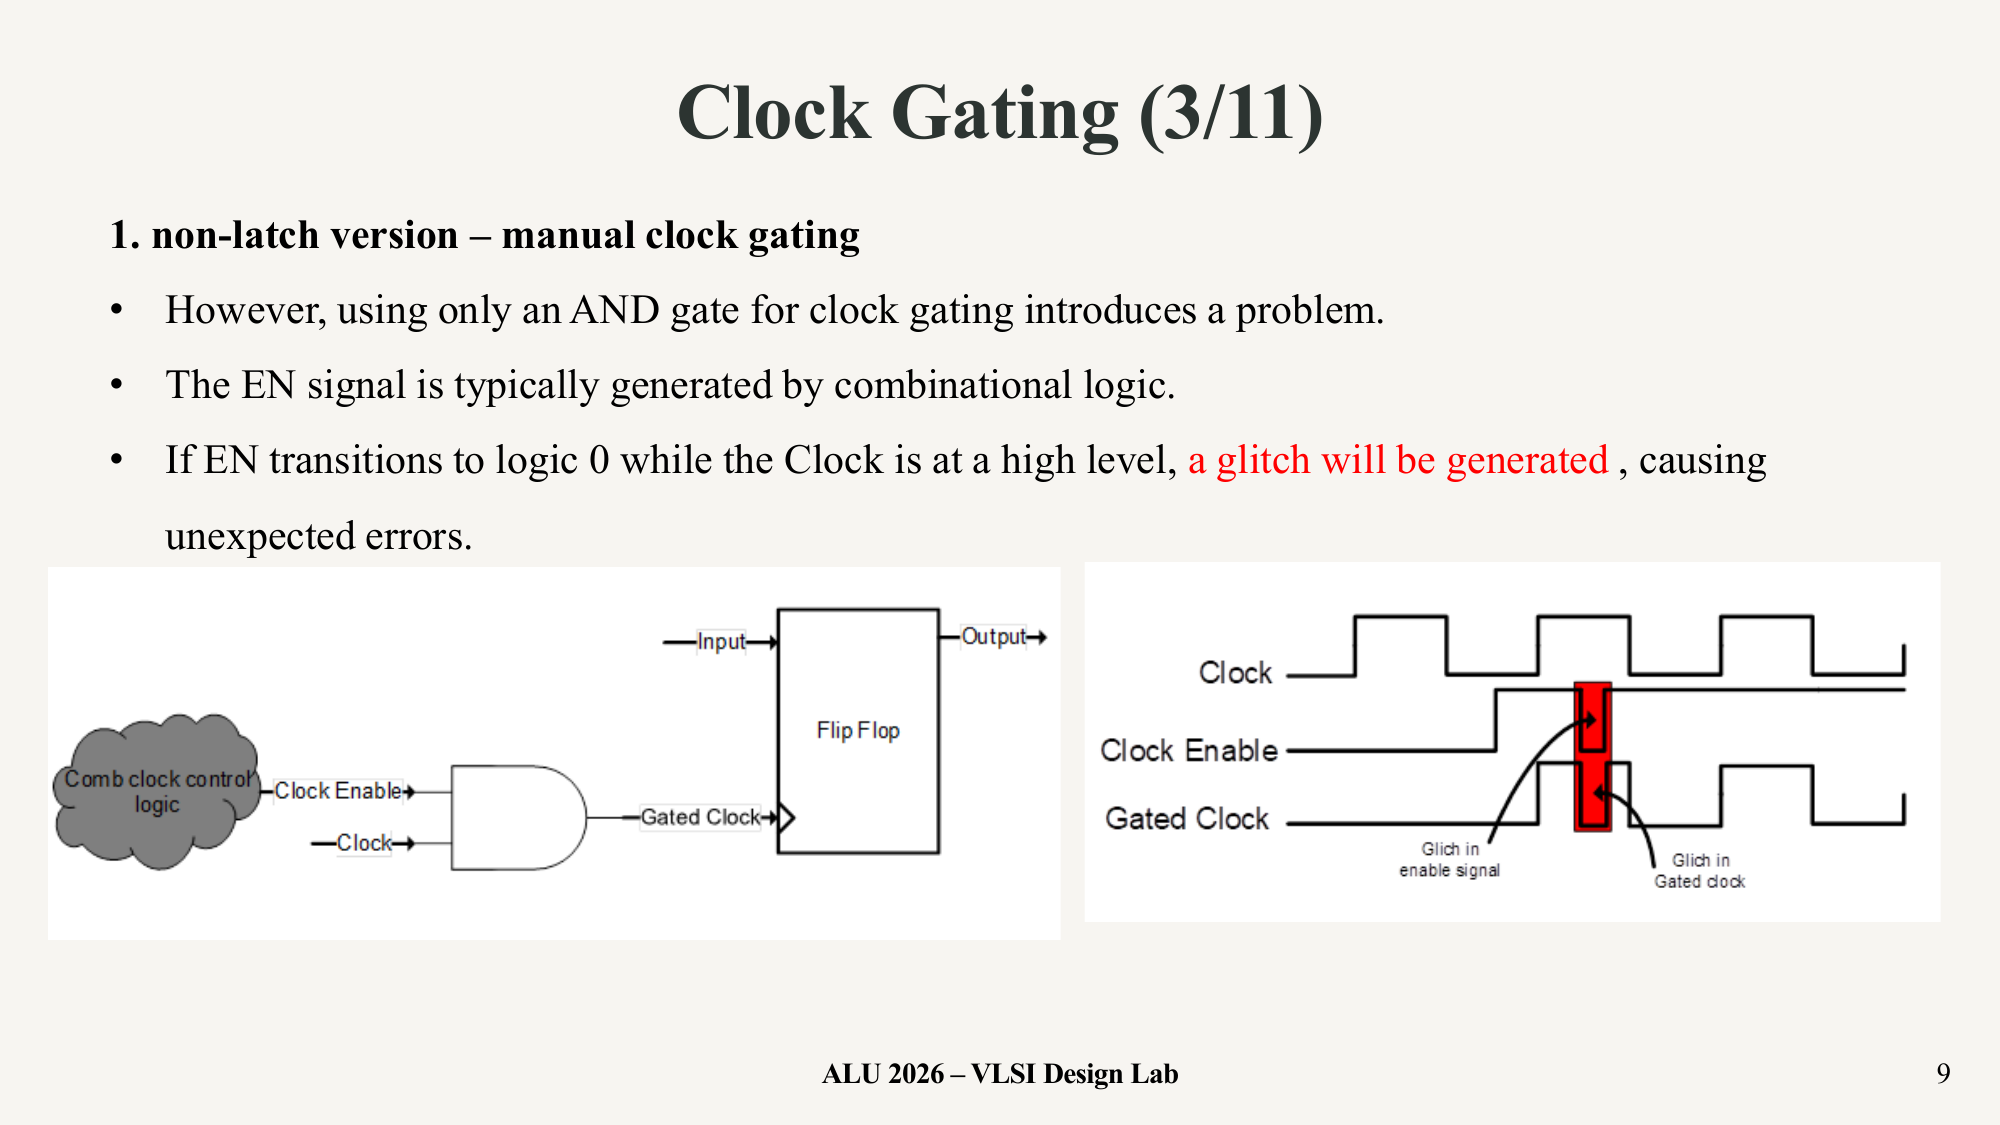 Clock Gating (3/11)
1. non-latch version – manual clock gating
• However, using only an AND gate for clock gating introduces a problem.
• The EN signal is typically generated by combinational logic.
• If EN transitions to logic 0 while the Clock is at a high level, a glitch will be generated , causing
unexpected errors.
Input
Output
Flip Flop
Comb clock control
logic
Clock Enable
Clock
Gated Clock
Clock
Clock Enable
Gated Clock
Glich in
enable signal
Glich in
Gated clock
ALU 2026 – VLSI Design Lab
9